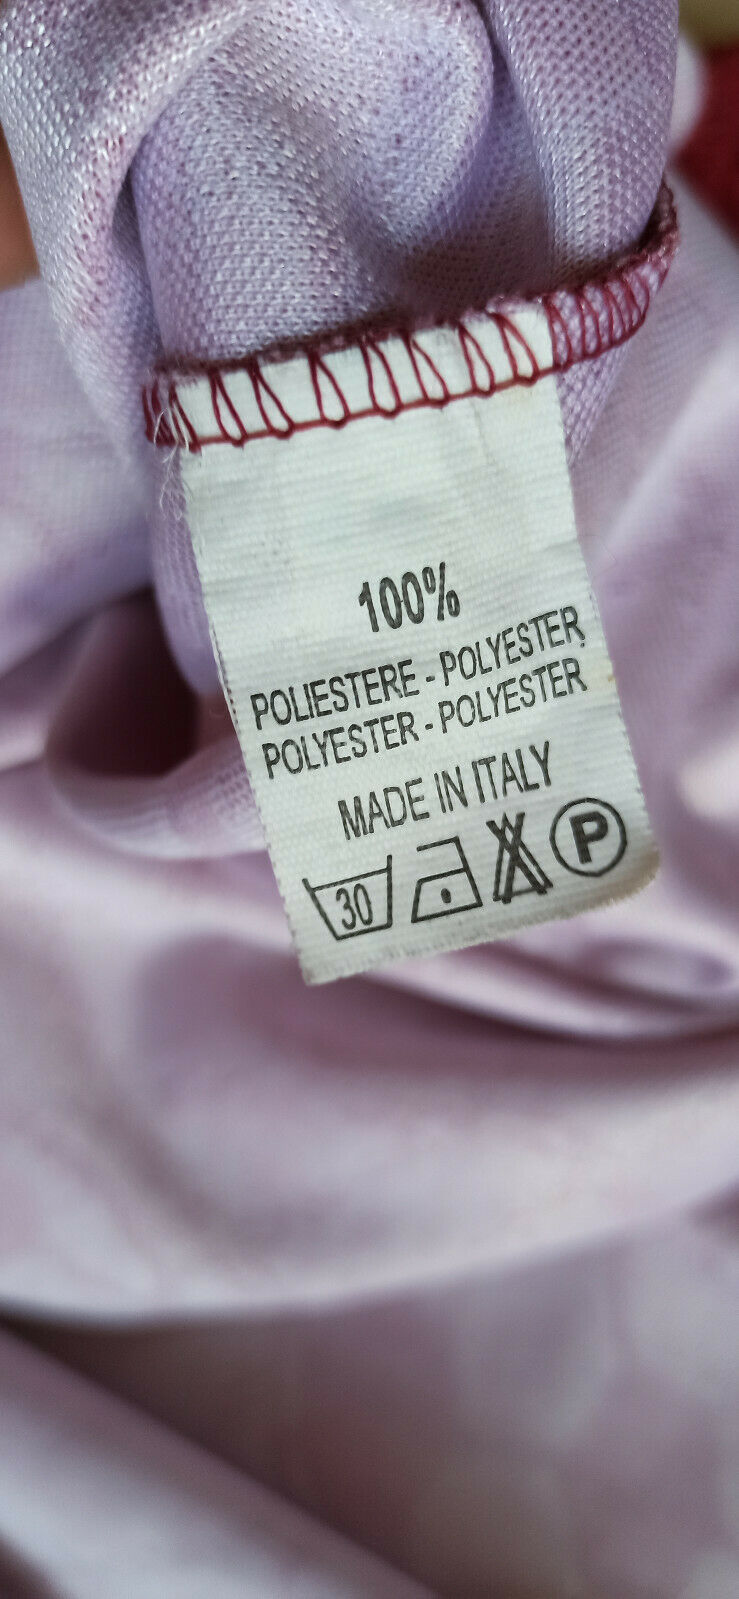 100%
POLIESTERE - POLYESTER
POLYESTER - POLYESTER
MADE IN ITALY
30 P